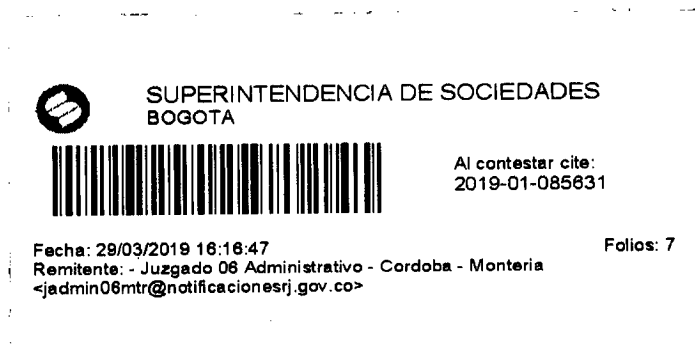 SUPERINTENDENCIA DE SOCIEDADES
BOGOTA
Al contestar cite:
2019-01-085631
Fecha: 29/03/2019 16:16:47
Folios: 7
Remitente: - Juzgado 06 Administrativo - Cordoba - Monteria
<jadmin06mtr@notificacionesrj.gov.co>